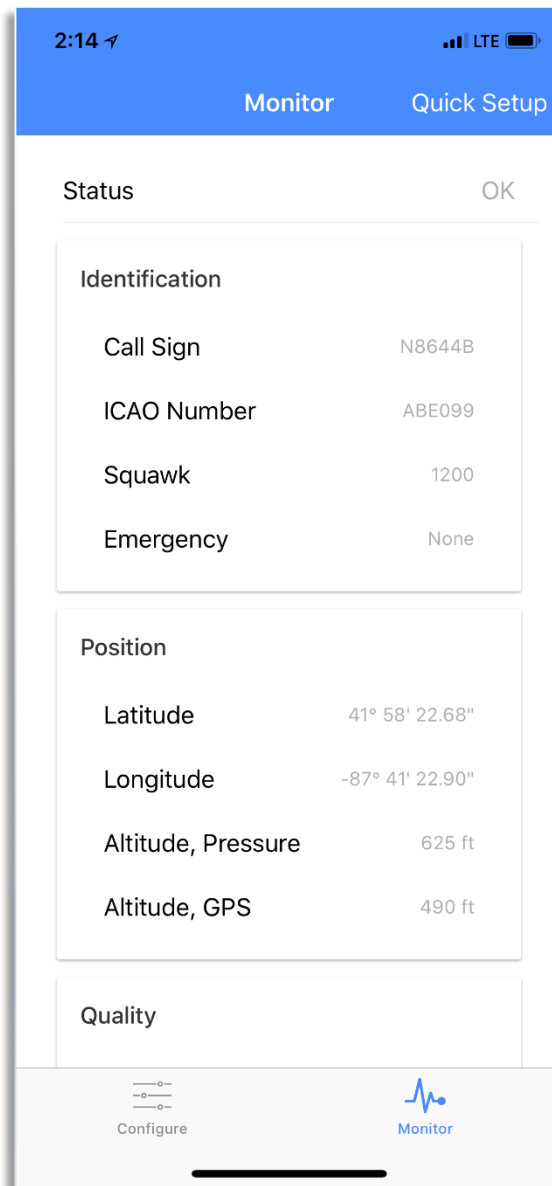 2:14 LTE
Monitor Quick Setup
Status OK
Identification
Call Sign N8644B
ICAO Number ABE099
Squawk 1200
Emergency None
Position
Latitude 41° 58' 22.68"
Longitude -87° 41' 22.90"
Altitude, Pressure 625 ft
Altitude, GPS 490 ft
Quality
Configure Monitor